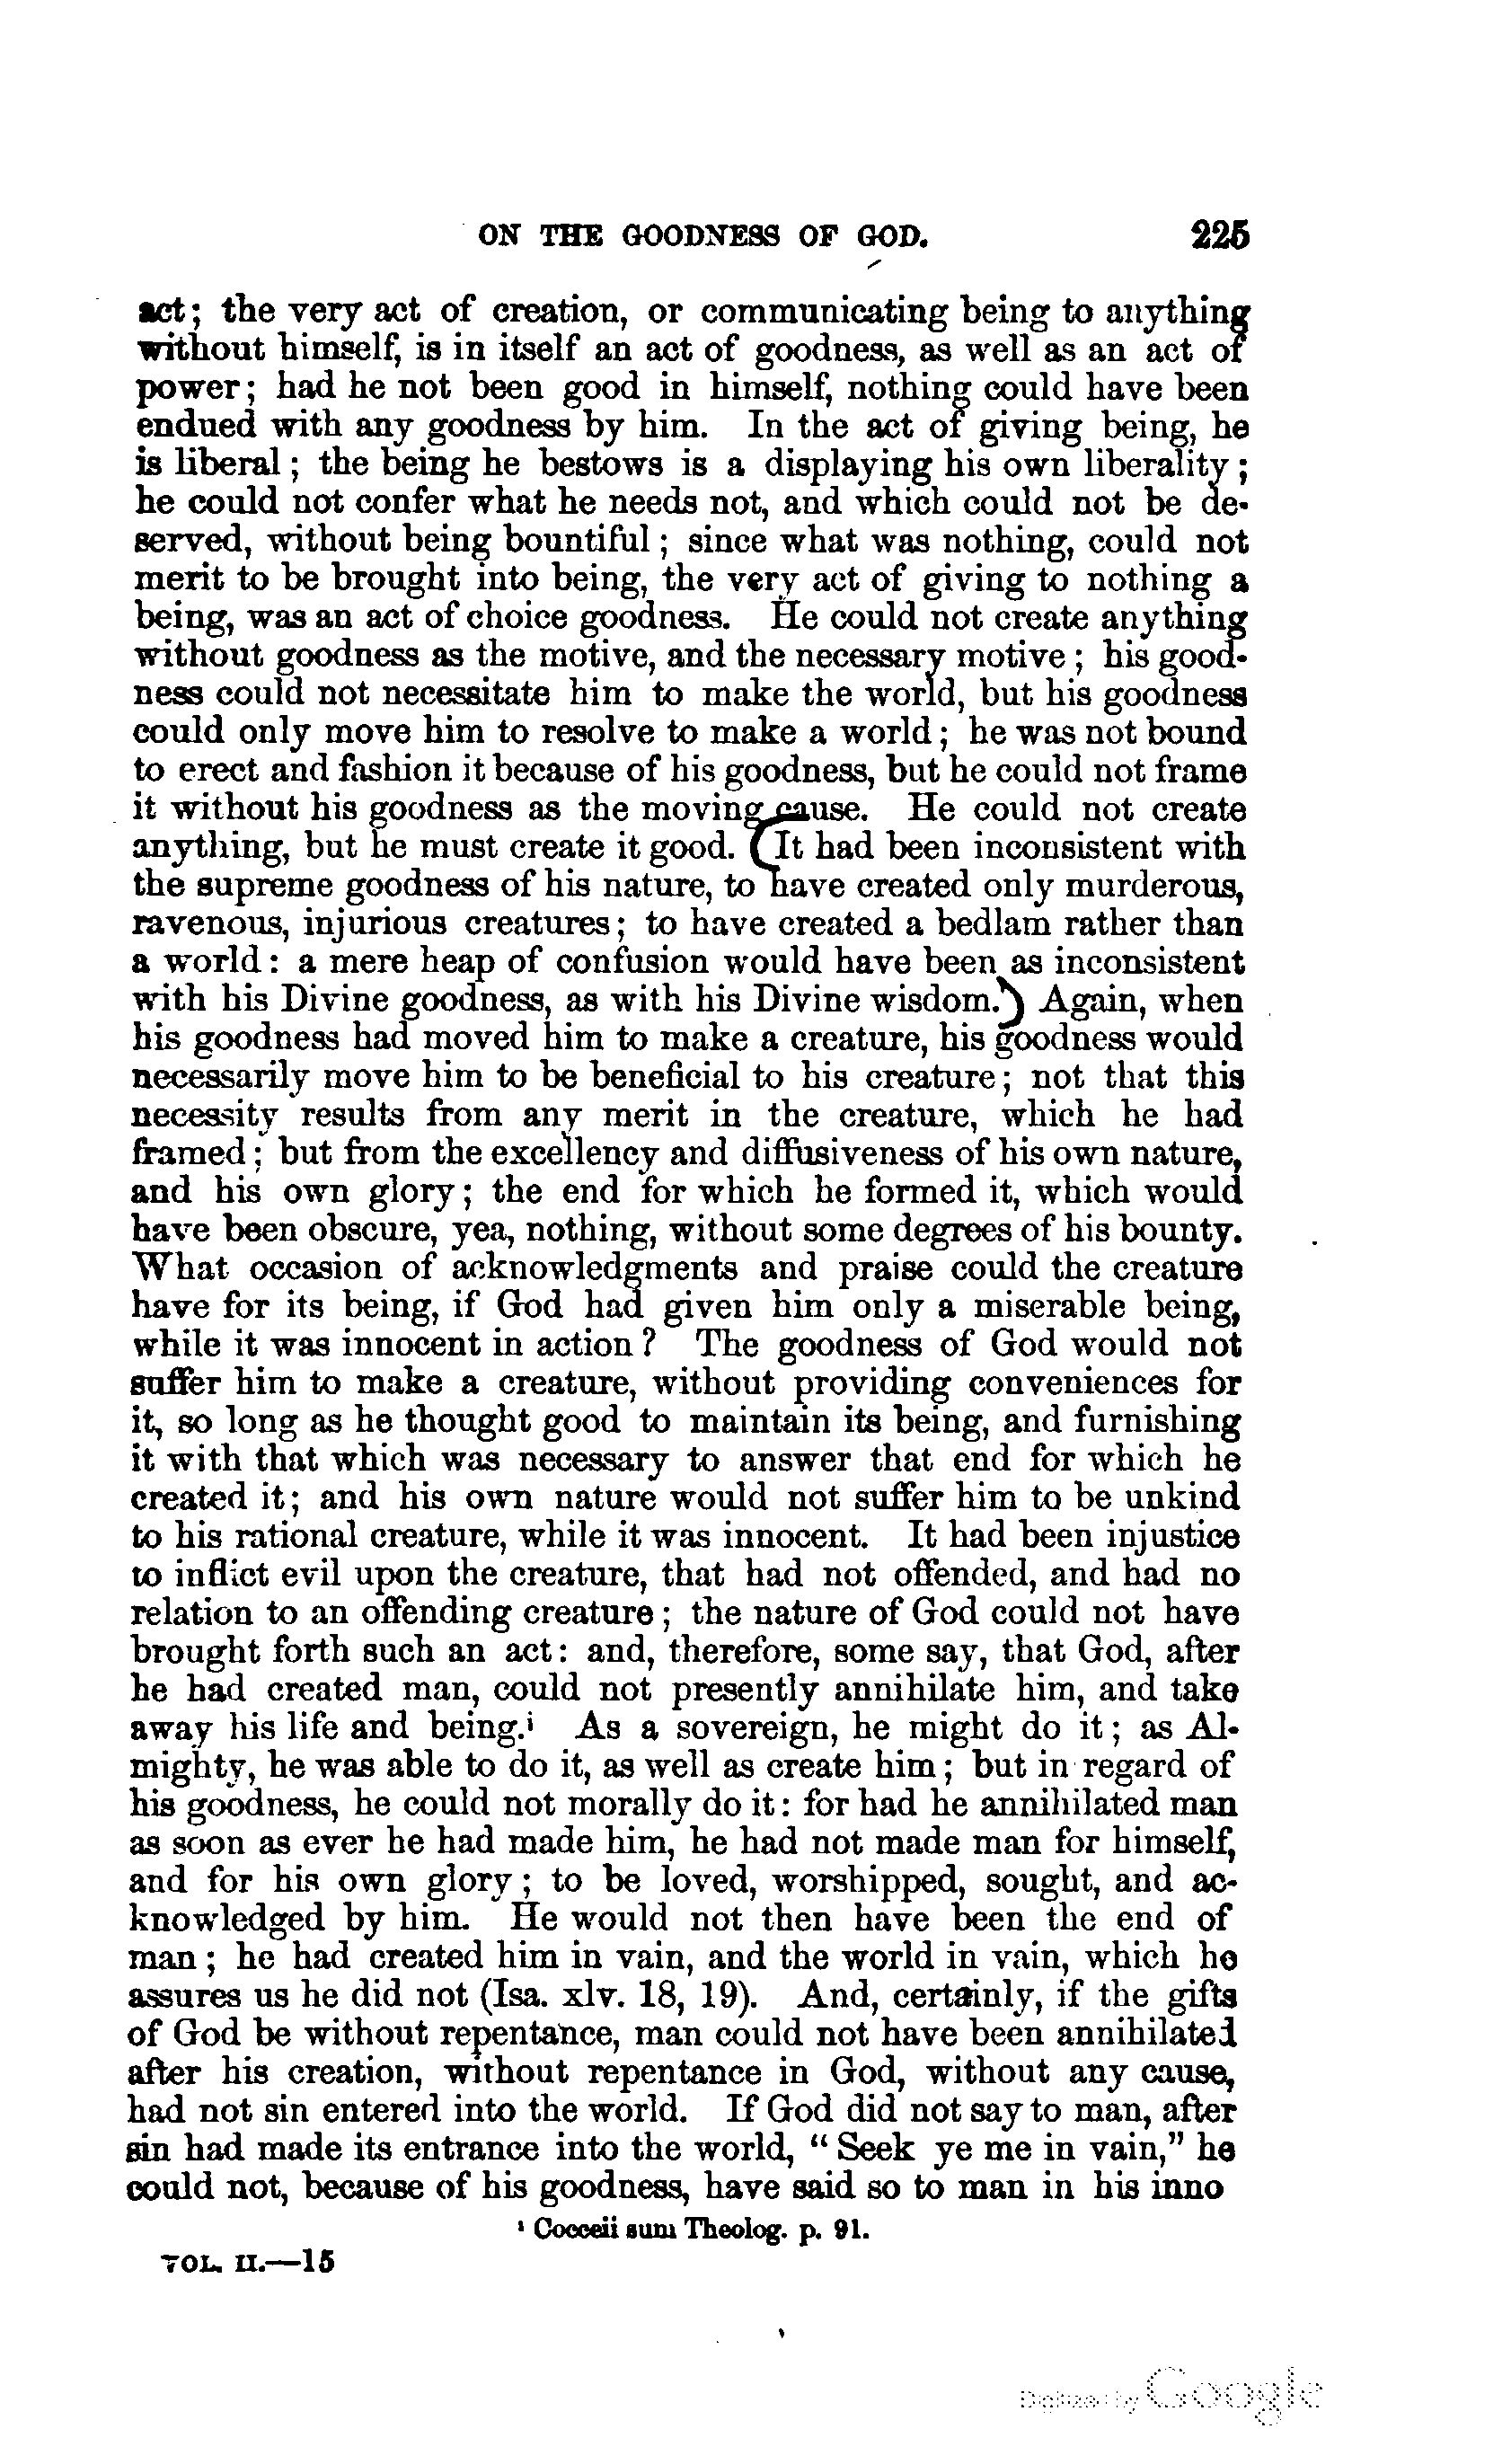 ON THE GOODNESS OF GOD. 225
act; the very act of creation, or communicating being to anything
without himself, is in itself an act of goodness, as well as an act of
power; had he not been good in himself, nothing could have been
endued with any goodness by him. In the act of giving being, he
is liberal; the being he bestows is a displaying his own liberality;
he could not confer what he needs not, and which could not be de-
served, without being bountiful; since what was nothing, could not
merit to be brought into being, the very act of giving to nothing a
being, was an act of choice goodness. He could not create anything
without goodness as the motive, and the necessary motive; his good-
ness could not necessitate him to make the world, but his goodness
could only move him to resolve to make a world; he was not bound
to erect and fashion it because of his goodness, but he could not frame
it without his goodness as the moving cause. He could not create
anything, but he must create it good. (It had been inconsistent with
the supreme goodness of his nature, to have created only murderous,
ravenous, injurious creatures; to have created a bedlam rather than
a world: a mere heap of confusion would have been as inconsistent
with his Divine goodness, as with his Divine wisdom.) Again, when
his goodness had moved him to make a creature, his goodness would
necessarily move him to be beneficial to his creature; not that this
necessity results from any merit in the creature, which he had
framed; but from the excellency and diffusiveness of his own nature,
and his own glory; the end for which he formed it, which would
have been obscure, yea, nothing, without some degrees of his bounty.
What occasion of acknowledgments and praise could the creature
have for its being, if God had given him only a miserable being,
while it was innocent in action? The goodness of God would not
suffer him to make a creature, without providing conveniences for
it, so long as he thought good to maintain its being, and furnishing
it with that which was necessary to answer that end for which he
created it; and his own nature would not suffer him to be unkind
to his rational creature, while it was innocent. It had been injustice
to inflict evil upon the creature, that had not offended, and had no
relation to an offending creature; the nature of God could not have
brought forth such an act: and, therefore, some say, that God, after
he had created man, could not presently annihilate him, and take
away his life and being.i As a sovereign, he might do it; as Al-
mighty, he was able to do it, as well as create him; but in regard of
his goodness, he could not morally do it: for had he annihilated man
as soon as ever he had made him, he had not made man for himself,
and for his own glory; to be loved, worshipped, sought, and ac-
knowledged by him. He would not then have been the end of
man; he had created him in vain, and the world in vain, which he
assures us he did not (Isa. xlv. 18, 19). And, certainly, if the gifts
of God be without repentance, man could not have been annihilated
after his creation, without repentance in God, without any cause,
had not sin entered into the world. If God did not say to man, after
sin had made its entrance into the world, "Seek ye me in vain," he
could not, because of his goodness, have said so to man in his inno
i Cocceii sum Theolog. p. 91.
VOL. II.—15
Digitized by Google